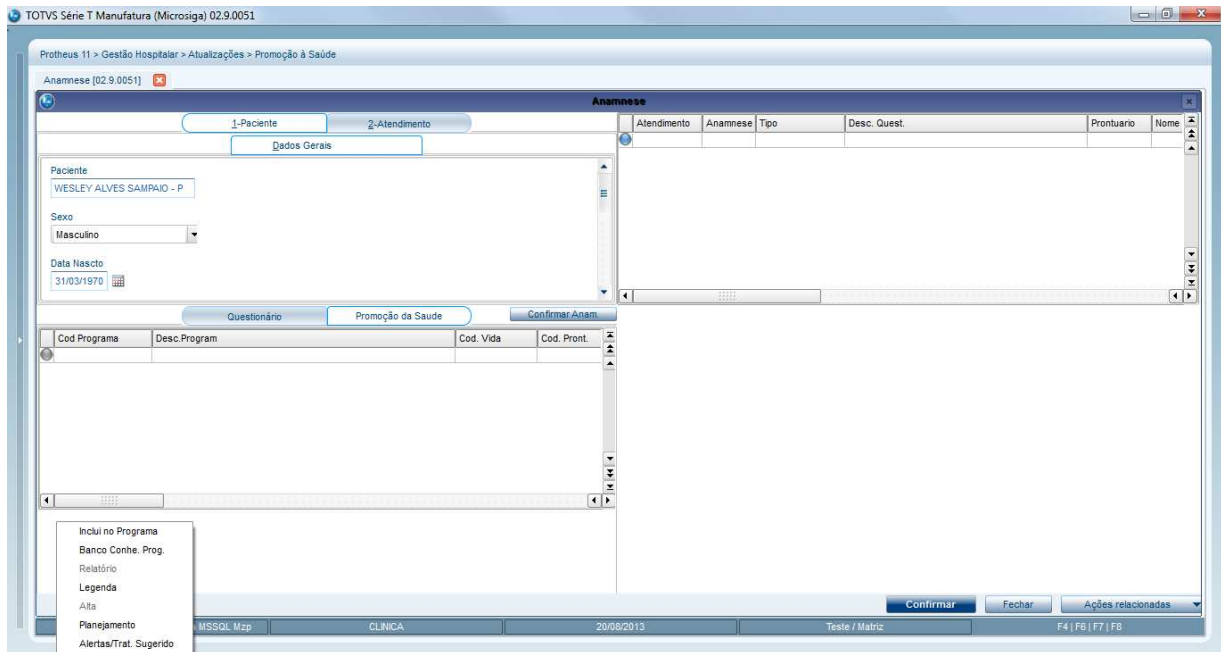 TOTVS Série T Manufatura (Microsiga) 02.9.0051
Protheus 11 > Gestão Hospitalar > Atualizações > Promoção à Saúde
Anamnese [02.9.0051]
Anamnese
1-Paciente 2-Atendimento
Dados Gerais
Paciente
WESLEY ALVES SAMPAIO - P
Sexo
Masculino
Data Nascto
31/03/1970
Atendimento Anamnese Tipo Desc. Quest. Prontuario Nome
Questionário Promoção da Saude Confirmar Anam.
Cod Programa Desc.Program Cod. Vida Cod. Pront.
Inclui no Programa
Banco Conhe. Prog.
Relatório
Legenda
Alta
Planejamento
Alertas/Trat. Sugerido
Confirmar Fechar Ações relacionadas
MSSQL Mzp CLINICA 20/08/2013 Teste / Matriz F4 | F6 | F7 | F8